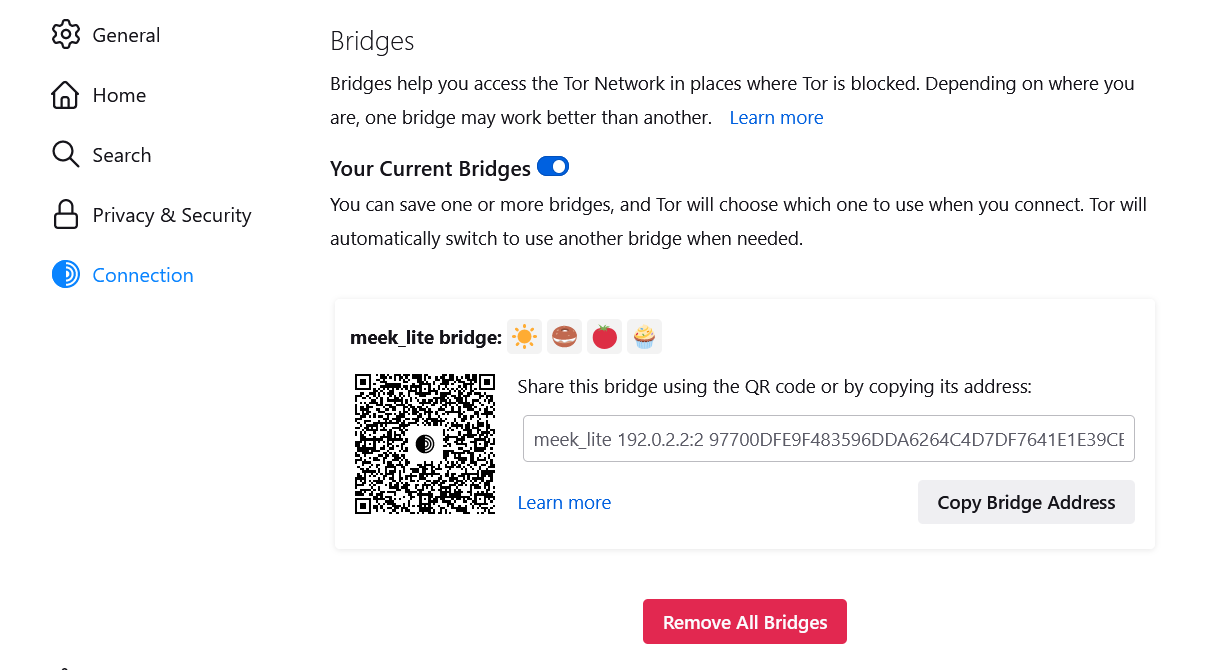 General
Home
Search
Privacy & Security
Connection
Bridges
Bridges help you access the Tor Network in places where Tor is blocked. Depending on where you
are, one bridge may work better than another. Learn more
Your Current Bridges
You can save one or more bridges, and Tor will choose which one to use when you connect. Tor will
automatically switch to use another bridge when needed.
meek_lite bridge:
Share this bridge using the QR code or by copying its address:
meek_lite 192.0.2.2:2 97700DFE9F483596DDA6264C4D7DF7641E1E39CE
Learn more
Copy Bridge Address
Remove All Bridges